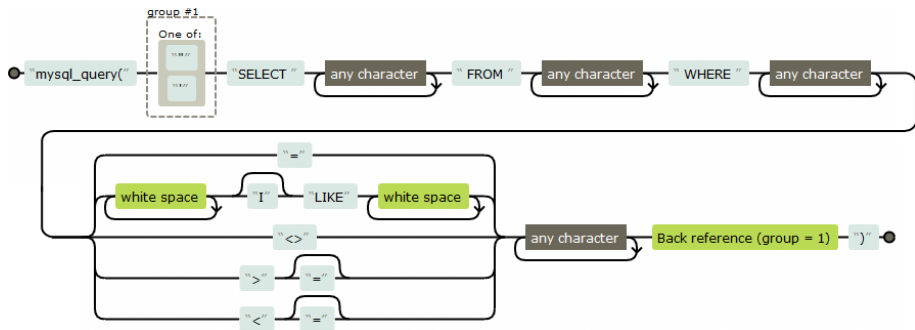 group #1
One of:
“"”
“'”
“mysql_query(” “SELECT ” any character “ FROM ” any character “ WHERE ” any character
“=”
white space “I” “LIKE” white space
“<>” any character Back reference (group = 1) “)”
“>” “=”
“<” “=”